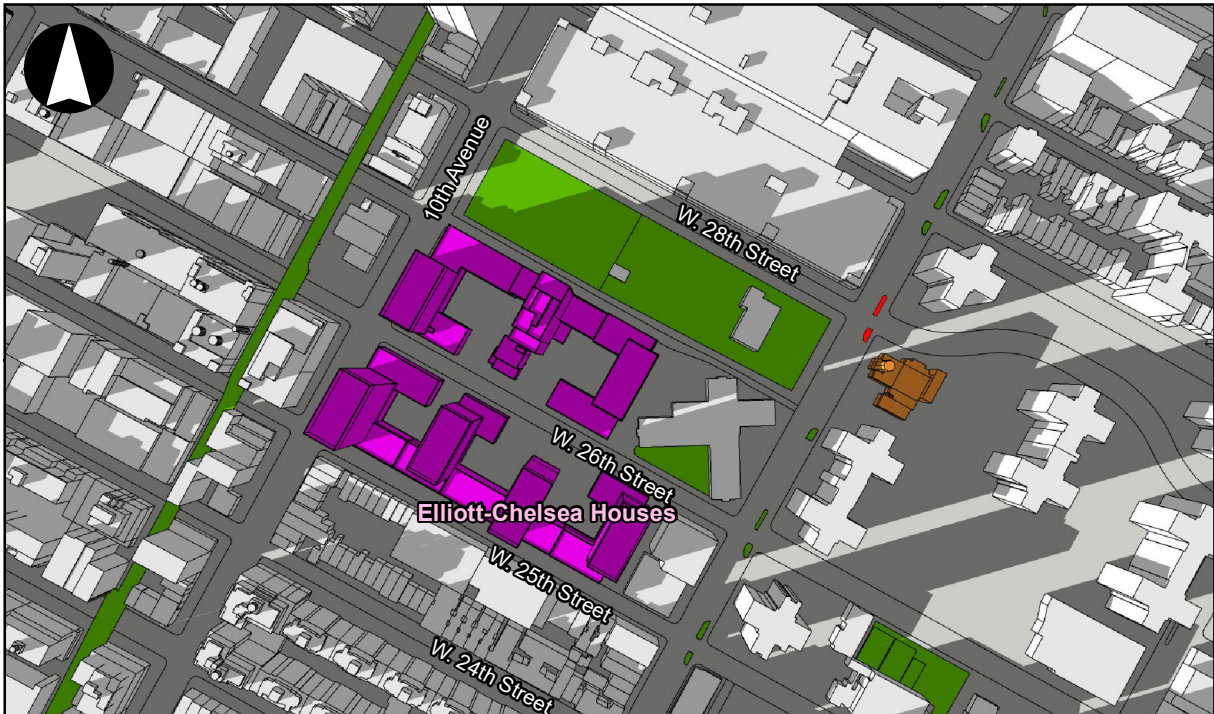 10th Avenue
W. 28th Street
W. 26th Street
Elliott-Chelsea Houses
W. 25th Street
W. 24th Street